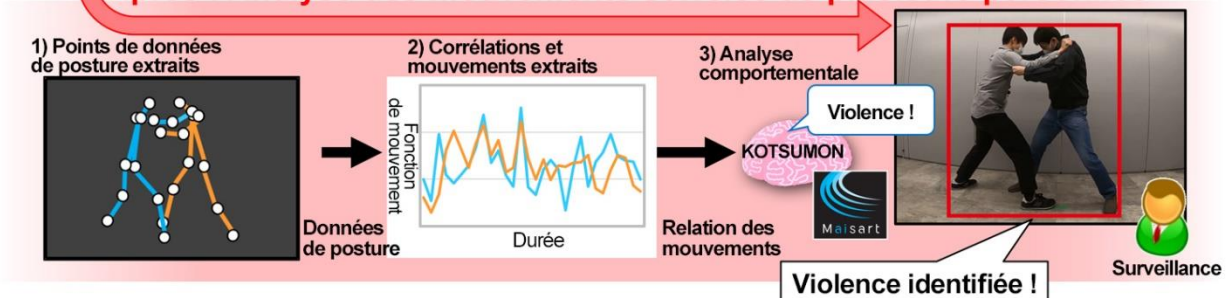 1) Points de données
de posture extraits
2) Corrélations et
mouvements extraits
3) Analyse
comportementale
Violence !
KOTSUMON
Maisart
Fonction
de mouvement
Durée
Données
de posture
Relation des
mouvements
Violence identifiée !
Surveillance